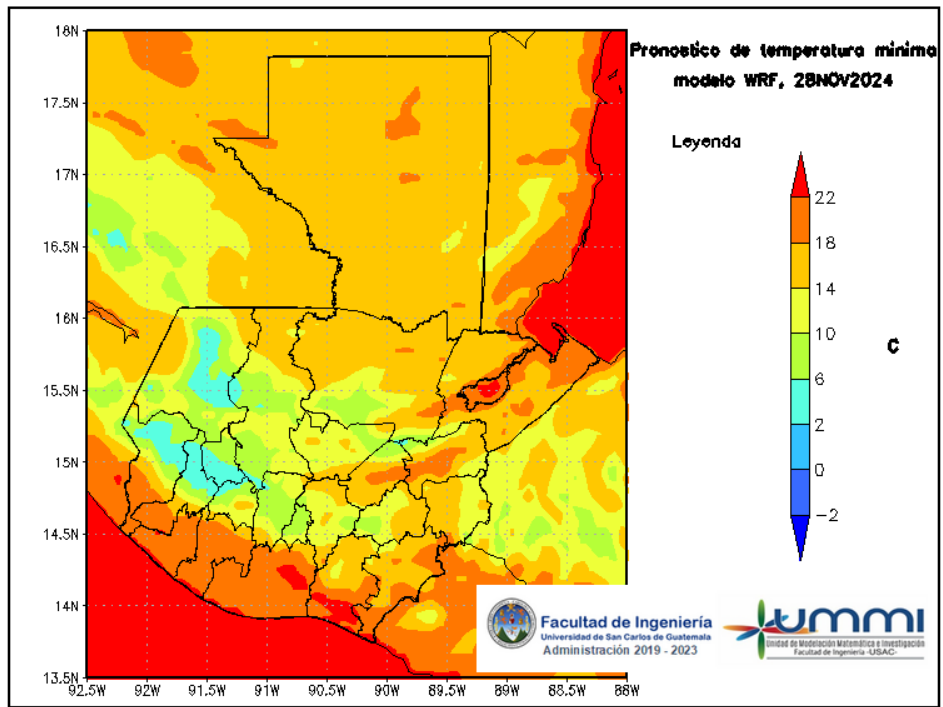 Pronostico de temperatura minima
modelo WRF, 28NOV2024
Leyenda
22
18
14
10
6
2
0
-2
C
18N
17.5N
17N
16.5N
16N
15.5N
15N
14.5N
14N
13.5N
92.5W
92W
91.5W
91W
90.5W
90W
89.5W
89W
88.5W
88W
Facultad de Ingeniería
Universidad de San Carlos de Guatemala
Administración 2019 - 2023
UMMI
Unidad de Modelación Matemática e Investigación
Facultad de Ingeniería -USAC-